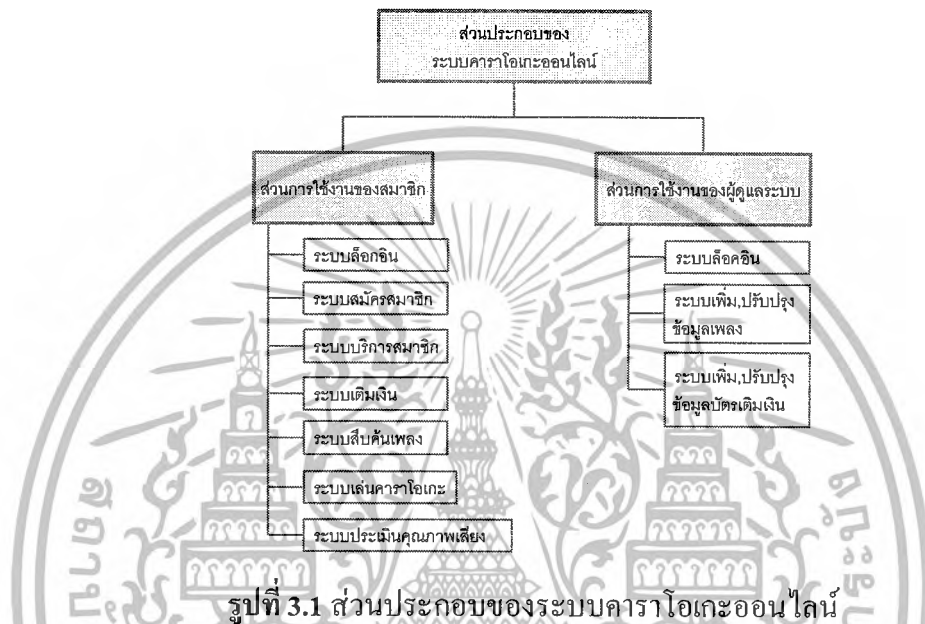 ส่วนประกอบของ
ระบบคาราโอเกะออนไลน์
ส่วนการใช้งานของสมาชิก
ระบบล็อกอิน
ระบบสมัครสมาชิก
ระบบบริการสมาชิก
ระบบเติมเงิน
ระบบสืบค้นเพลง
ระบบเล่นคาราโอเกะ
ระบบประเมินคุณภาพเสียง
ส่วนการใช้งานของผู้ดูแลระบบ
ระบบล็อคอิน
ระบบเพิ่ม,ปรับปรุง
ข้อมูลเพลง
ระบบเพิ่ม,ปรับปรุง
ข้อมูลบัตรเติมเงิน
รูปที่ 3.1 ส่วนประกอบของระบบคาราโอเกะออนไลน์